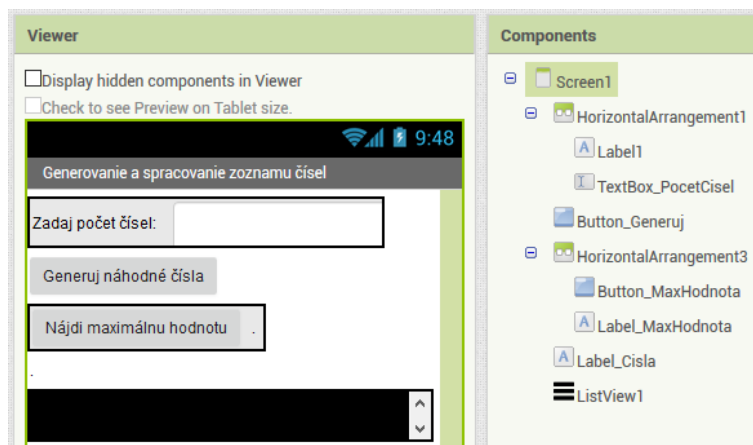 Viewer
Display hidden components in Viewer
Check to see Preview on Tablet size.
9:48
Generovanie a spracovanie zoznamu čísel
Zadaj počet čísel:
Generuj náhodné čísla
Nájdi maximálnu hodnotu .
.
Components
Screen1
HorizontalArrangement1
Label1
TextBox_PocetCisel
Button_Generuj
HorizontalArrangement3
Button_MaxHodnota
Label_MaxHodnota
Label_Cisla
ListView1